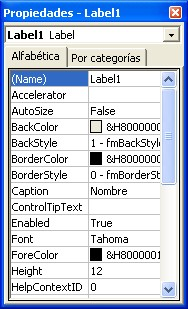 Propiedades - Label1
Label1 Label
Alfabética Por categorías
(Name) Label1
Accelerator
AutoSize False
BackColor &H8000000
BackStyle 1 - fmBackStyl
BorderColor &H8000000
BorderStyle 0 - fmBorderSt
Caption Nombre
ControlTipText
Enabled True
Font Tahoma
ForeColor &H8000001
Height 12
HelpContextID 0